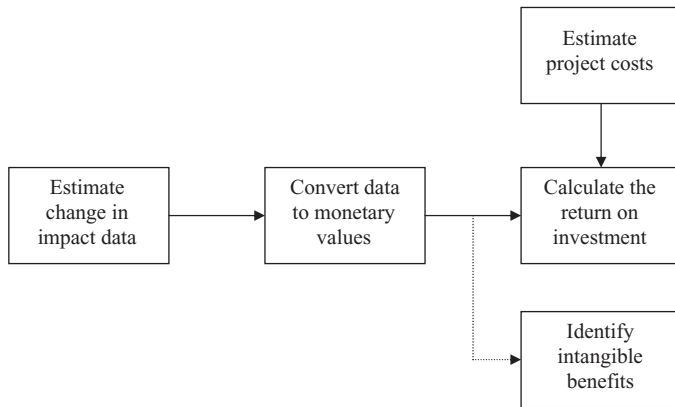 Estimate
project costs
Estimate
change in
impact data
Convert data
to monetary
values
Calculate the
return on
investment
Identify
intangible
benefits